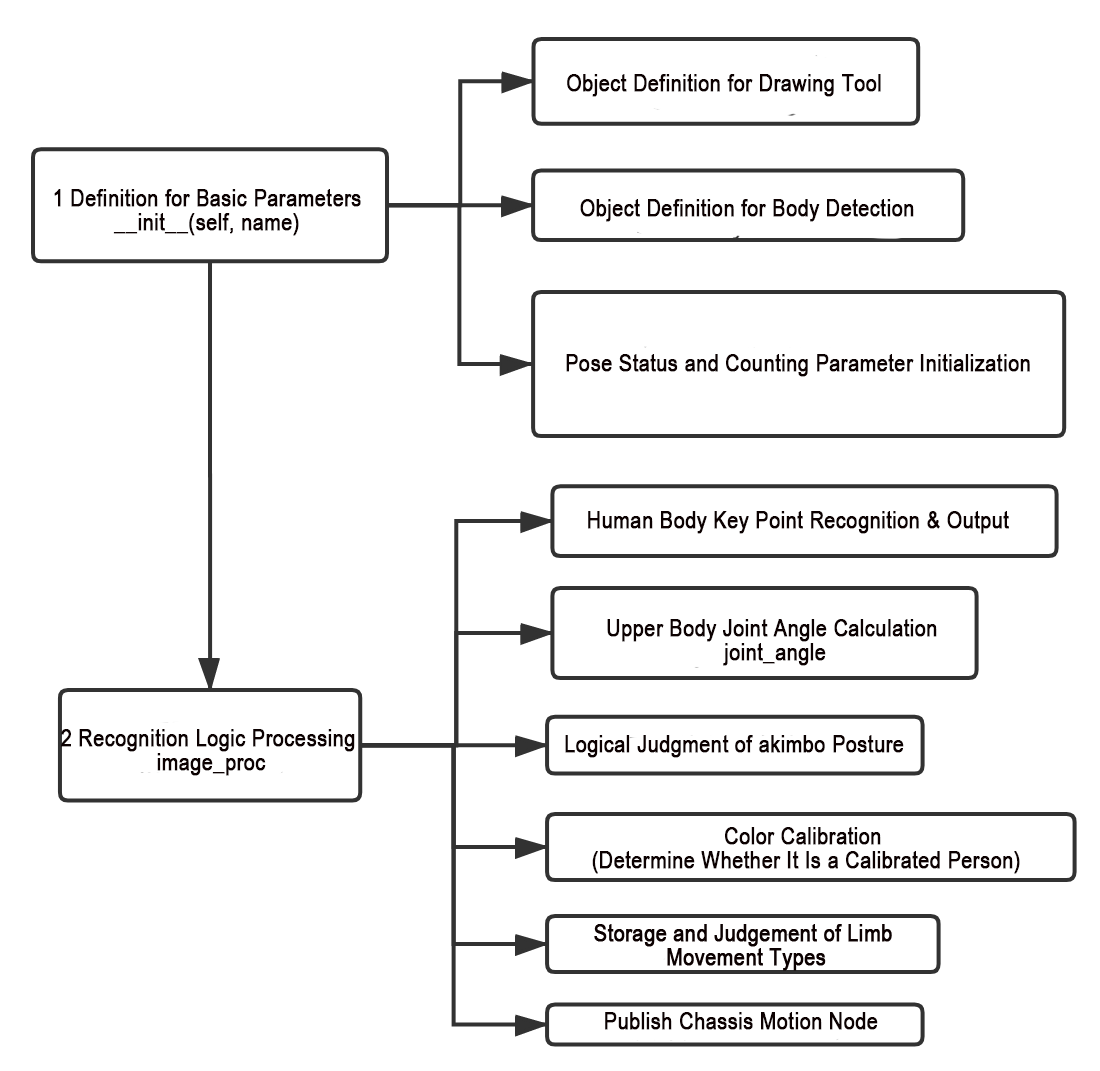 1 Definition for Basic Parameters
__init__(self, name)
Object Definition for Drawing Tool
Object Definition for Body Detection
Pose Status and Counting Parameter Initialization
2 Recognition Logic Processing
image_proc
Human Body Key Point Recognition & Output
Upper Body Joint Angle Calculation
joint_angle
Logical Judgment of akimbo Posture
Color Calibration
(Determine Whether It Is a Calibrated Person)
Storage and Judgement of Limb
Movement Types
Publish Chassis Motion Node